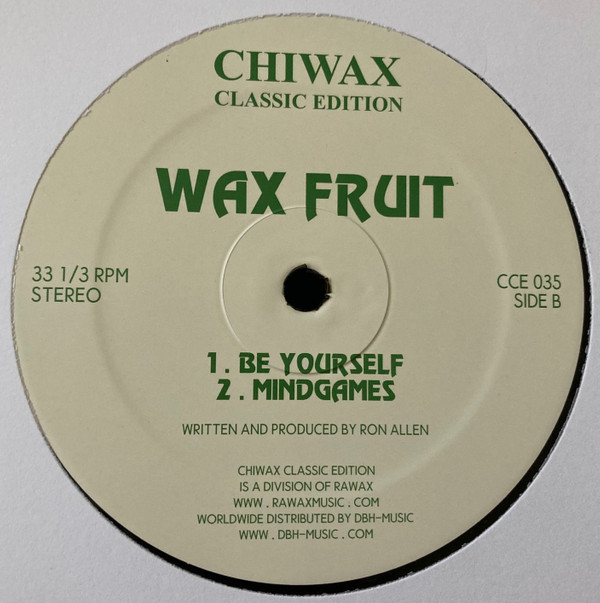 CHIWAX
CLASSIC EDITION
WAX FRUIT
33 1/3 RPM
STEREO
CCE 035
SIDE B
1 . BE YOURSELF
2 . MINDGAMES
WRITTEN AND PRODUCED BY RON ALLEN
CHIWAX CLASSIC EDITION
IS A DIVISION OF RAWAX
WWW . RAWAXMUSIC . COM
WORLDWIDE DISTRIBUTED BY DBH-MUSIC
WWW . DBH-MUSIC . COM